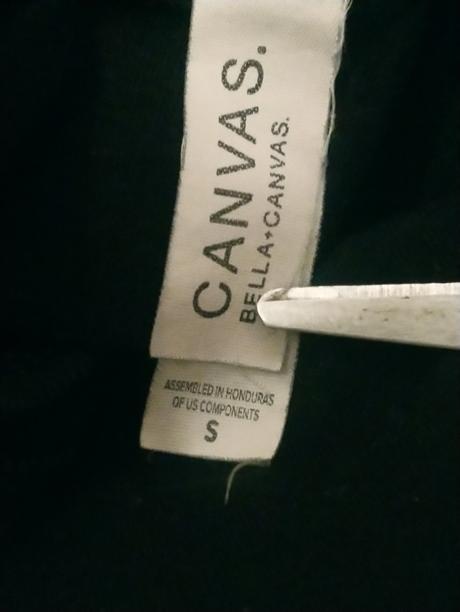 CANVAS.
BELLA+CANVAS.
ASSEMBLED IN HONDURAS
OF US COMPONENTS
S